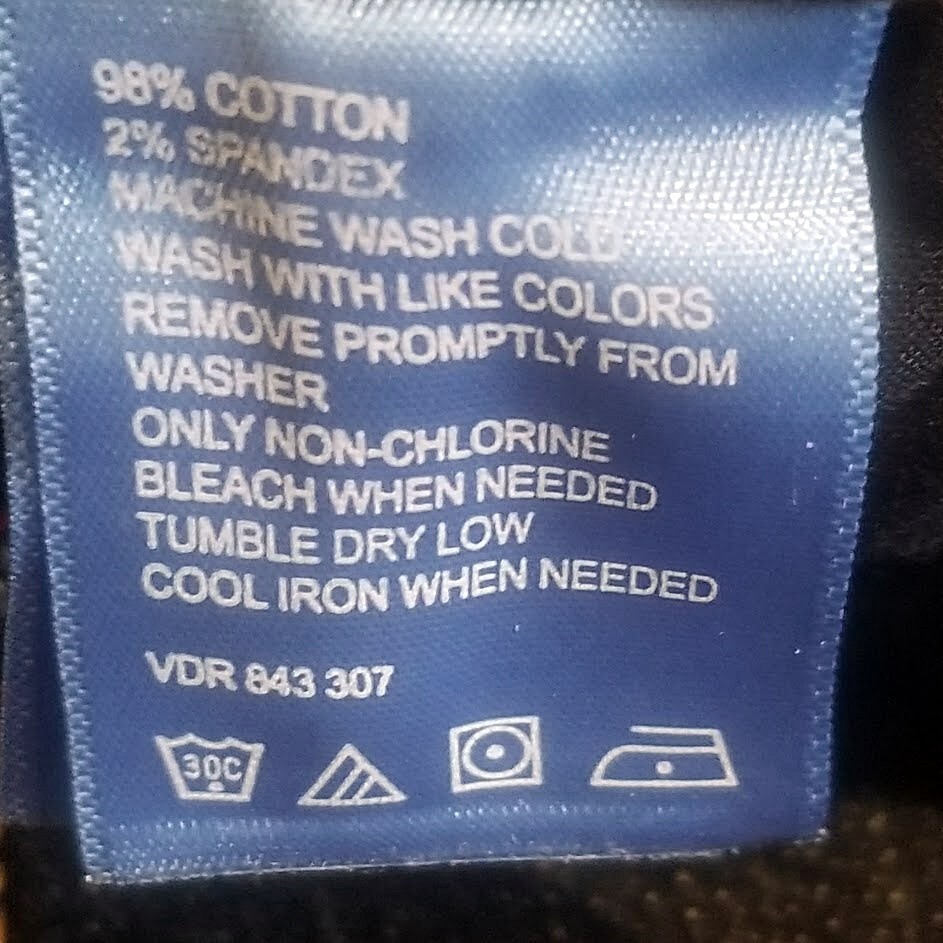 98% COTTON
2% SPANDEX
MACHINE WASH COLD
WASH WITH LIKE COLORS
REMOVE PROMPTLY FROM
WASHER
ONLY NON-CHLORINE
BLEACH WHEN NEEDED
TUMBLE DRY LOW
COOL IRON WHEN NEEDED
VDR 843 307
30C